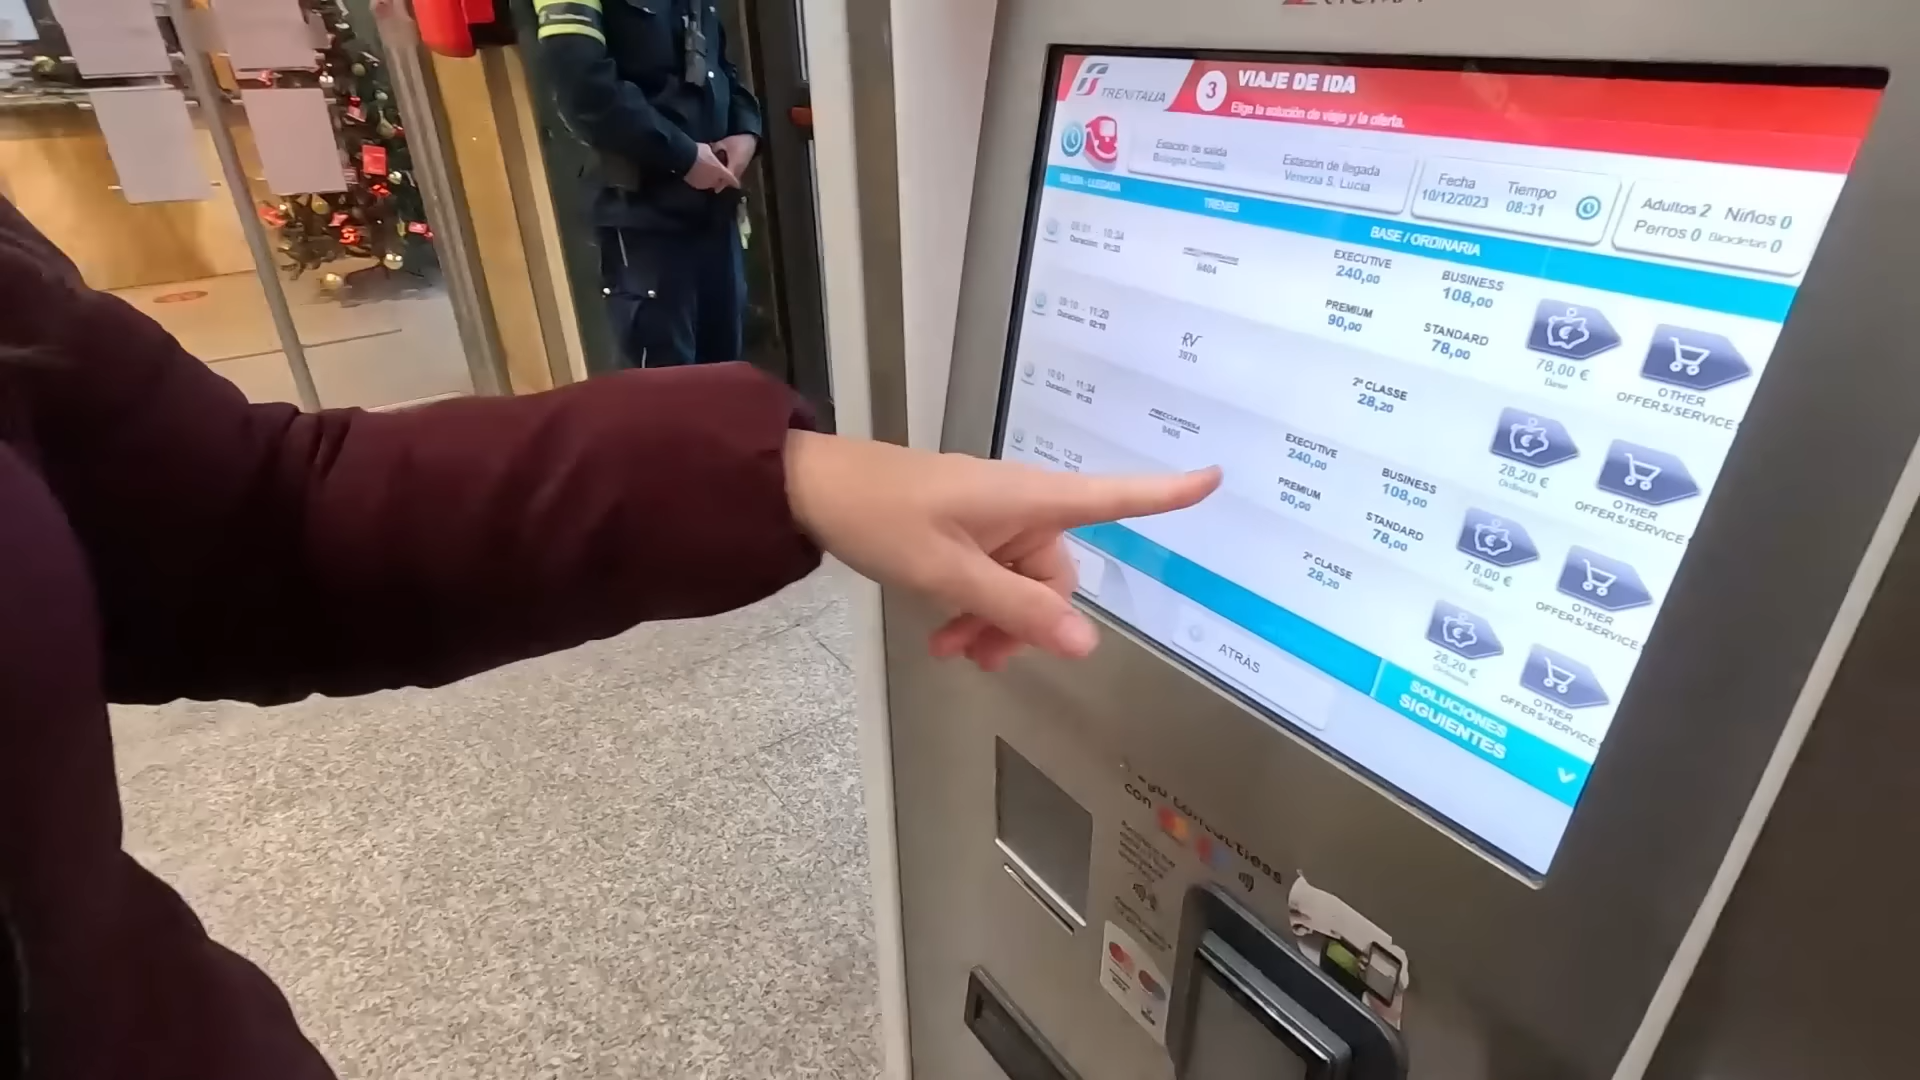 TRENITALIA
3
VIAJE DE IDA
Elige la solución de viaje y la oferta.
Estación de salida
Bologna Centrale
Estación de llegada
Venezia S. Lucia
Fecha
10/12/2023
Tiempo
08:31
Adultos 2 Niños 0
Perros 0 Bicicletas 0
SALIDA - LLEGADA
TRENES
BASE / ORDINARIA
09:01 - 10:34
Duración: 01:33
9404
EXECUTIVE
240,00
BUSINESS
108,00
PREMIUM
90,00
STANDARD
78,00
78,00 €
Base
OTHER
OFFERS/SERVICE
09:10 - 11:20
Duración: 02:10
RV
3970
2ª CLASSE
28,20
28,20 €
Ordinaria
OTHER
OFFERS/SERVICE
10:01 - 11:34
Duración: 01:33
FRECCIAROSSA
EXECUTIVE
240,00
BUSINESS
108,00
PREMIUM
90,00
STANDARD
78,00
78,00 €
Base
OTHER
OFFERS/SERVICE
10:10 - 12:20
2ª CLASSE
28,20
28,20 €
Ordinaria
OTHER
OFFERS/SERVICE
ATRÁS
SOLUCIONES
SIGUIENTES
contactless
con